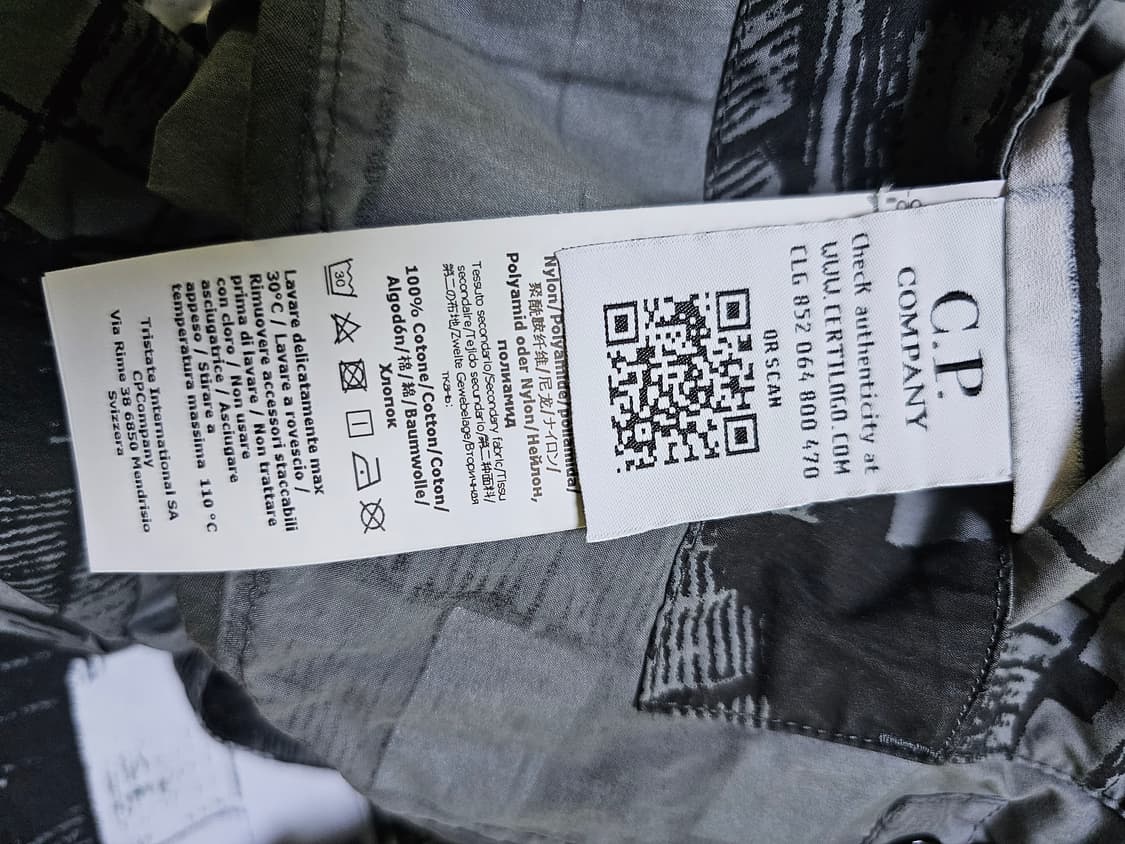 C.P.
COMPANY
Check authenticity at
WWW.CERTILOGO.COM
CLG 852 064 800 470
QR SCAN
Nylon/Polyamide/
聚酰胺纤维/尼龙/ナイロン/
Polyamid oder Nylon/Нейлон,
полиамид
Tessuto secondario/Secondary fabric/Tissu
secondaire/Tejido secundario/第二种面料/
第二の布地/Zweite Gewebelage/Вторичная
ткань:
100% Cotone/Cotton/Coton/
Algodón/棉/綿/Baumwolle/
Хлопок
30
Lavare delicatamente max
30°C / Lavare a rovescio /
Rimuovere accessori staccabili
prima di lavare / Non trattare
con cloro / Non usare
asciugatrice / Asciugare
appeso / Stirare a
temperatura massima 110 °C
Tristate International SA
CPCompany
Via Rime 38 6850 Mendrisio
Svizzera